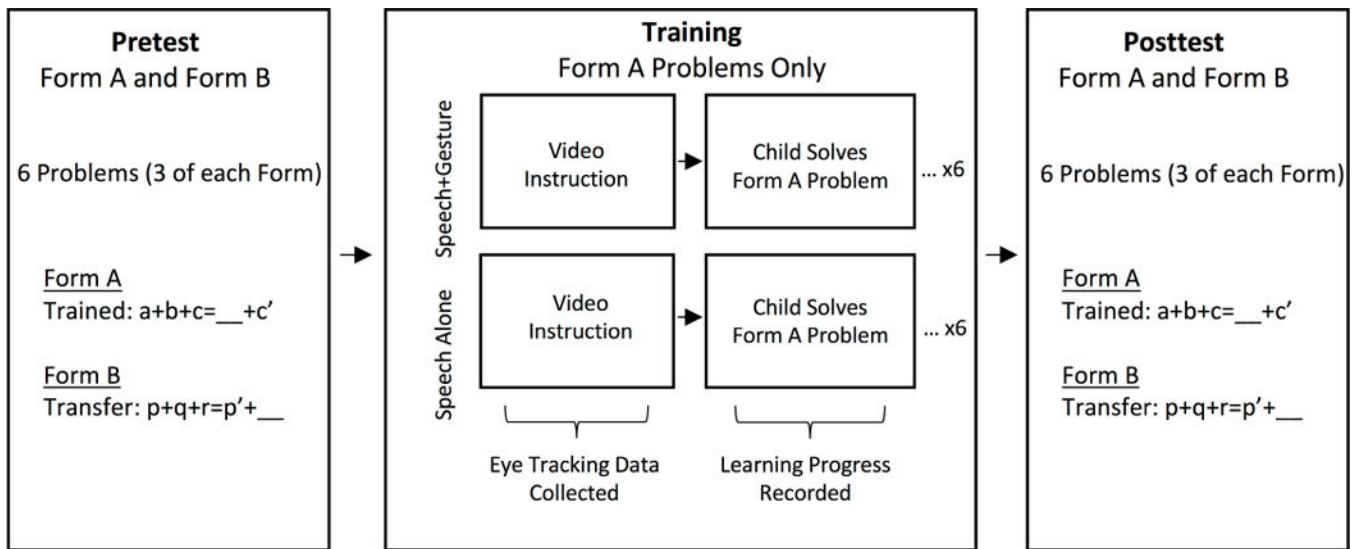 Pretest
Form A and Form B
6 Problems (3 of each Form)
Form A
Trained: a+b+c=__+c’
Form B
Transfer: p+q+r=p’+__
Training
Form A Problems Only
Speech+Gesture
Video
Instruction
Child Solves
Form A Problem
... x6
Speech Alone
Video
Instruction
Child Solves
Form A Problem
... x6
Eye Tracking Data
Collected
Learning Progress
Recorded
Posttest
Form A and Form B
6 Problems (3 of each Form)
Form A
Trained: a+b+c=__+c’
Form B
Transfer: p+q+r=p’+__